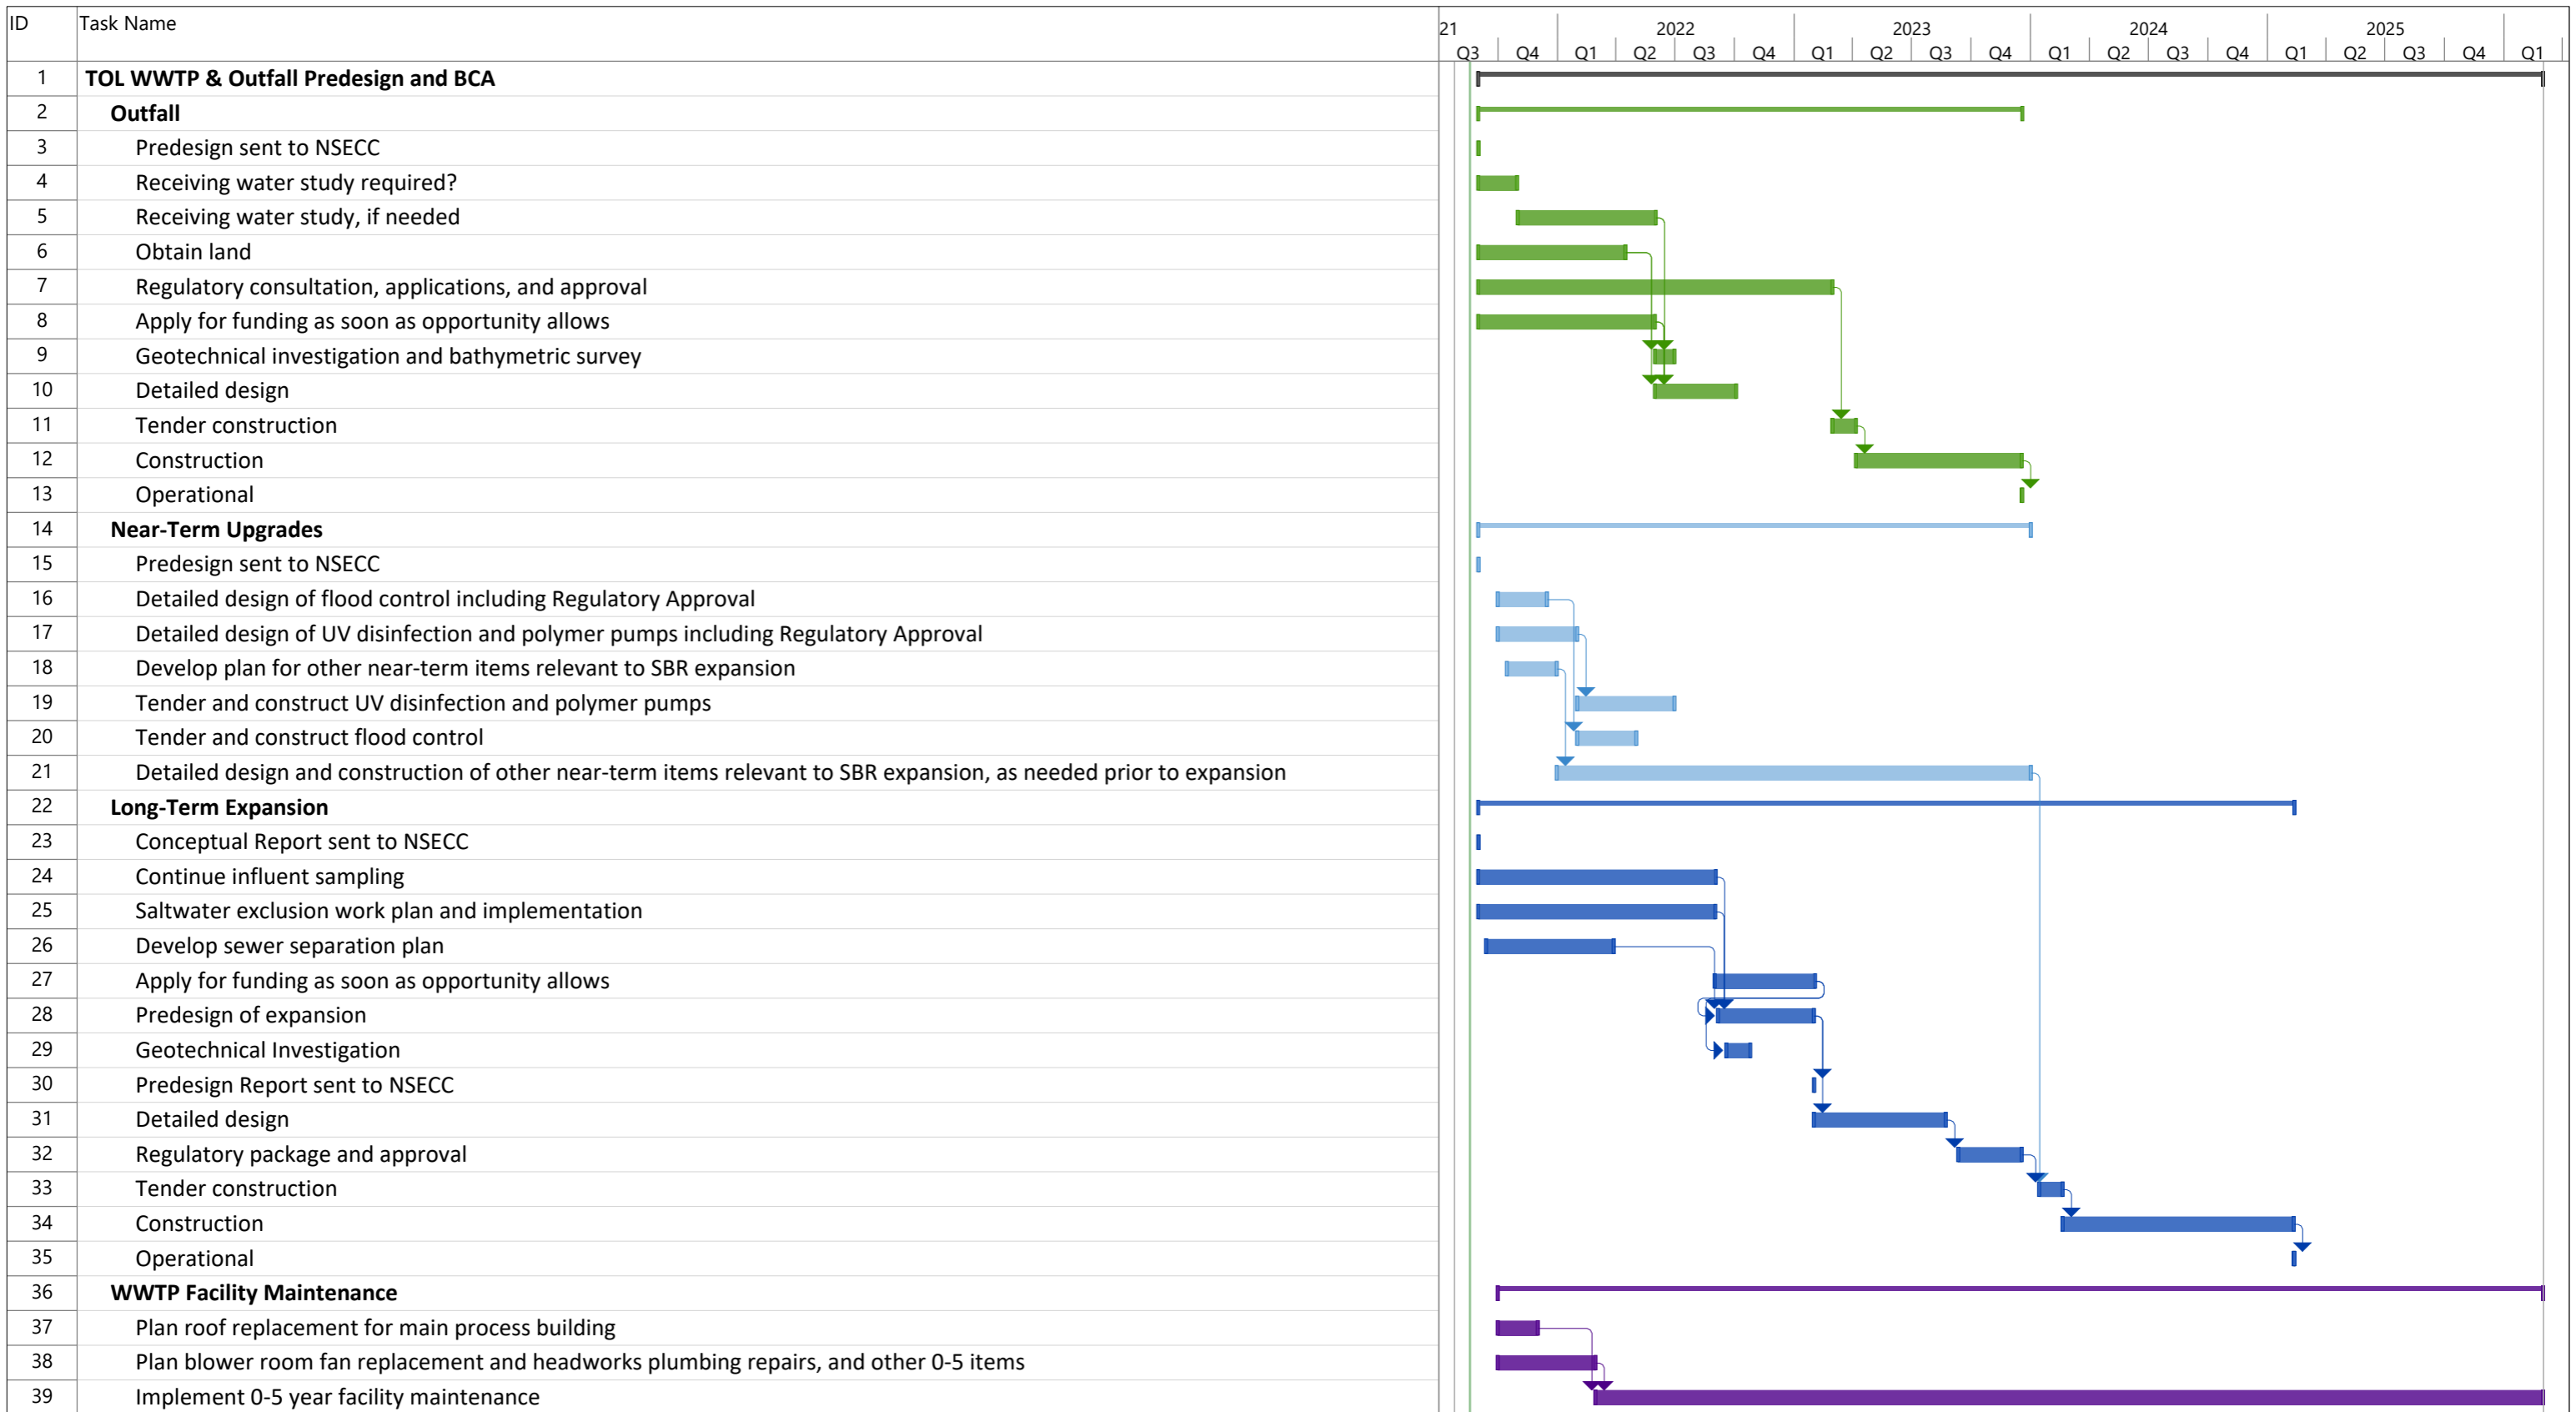 ID Task Name 21 2022 2023 2024 2025
Q3 Q4 Q1 Q2 Q3 Q4 Q1 Q2 Q3 Q4 Q1 Q2 Q3 Q4 Q1 Q2 Q3 Q4 Q1
1 TOL WWTP & Outfall Predesign and BCA
2 Outfall
3 Predesign sent to NSECC
4 Receiving water study required?
5 Receiving water study, if needed
6 Obtain land
7 Regulatory consultation, applications, and approval
8 Apply for funding as soon as opportunity allows
9 Geotechnical investigation and bathymetric survey
10 Detailed design
11 Tender construction
12 Construction
13 Operational
14 Near-Term Upgrades
15 Predesign sent to NSECC
16 Detailed design of flood control including Regulatory Approval
17 Detailed design of UV disinfection and polymer pumps including Regulatory Approval
18 Develop plan for other near-term items relevant to SBR expansion
19 Tender and construct UV disinfection and polymer pumps
20 Tender and construct flood control
21 Detailed design and construction of other near-term items relevant to SBR expansion, as needed prior to expansion
22 Long-Term Expansion
23 Conceptual Report sent to NSECC
24 Continue influent sampling
25 Saltwater exclusion work plan and implementation
26 Develop sewer separation plan
27 Apply for funding as soon as opportunity allows
28 Predesign of expansion
29 Geotechnical Investigation
30 Predesign Report sent to NSECC
31 Detailed design
32 Regulatory package and approval
33 Tender construction
34 Construction
35 Operational
36 WWTP Facility Maintenance
37 Plan roof replacement for main process building
38 Plan blower room fan replacement and headworks plumbing repairs, and other 0-5 items
39 Implement 0-5 year facility maintenance